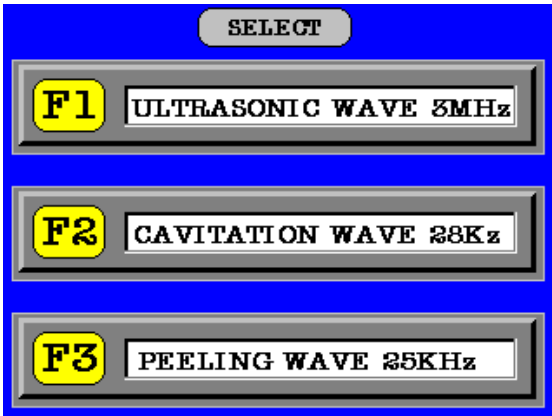 SELECT
F1 ULTRASONIC WAVE 3MHz
F2 CAVITATION WAVE 28Kz
F3 PEELING WAVE 25KHz